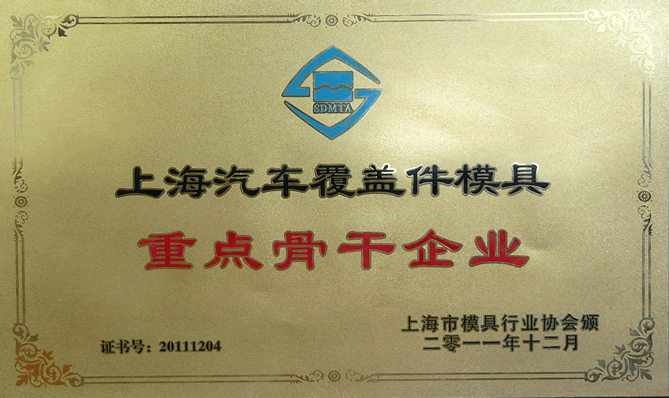 SDMTA
上海汽车覆盖件模具
重点骨干企业
上海市模具行业协会颁
证书号：20111204
二零一一年十二月